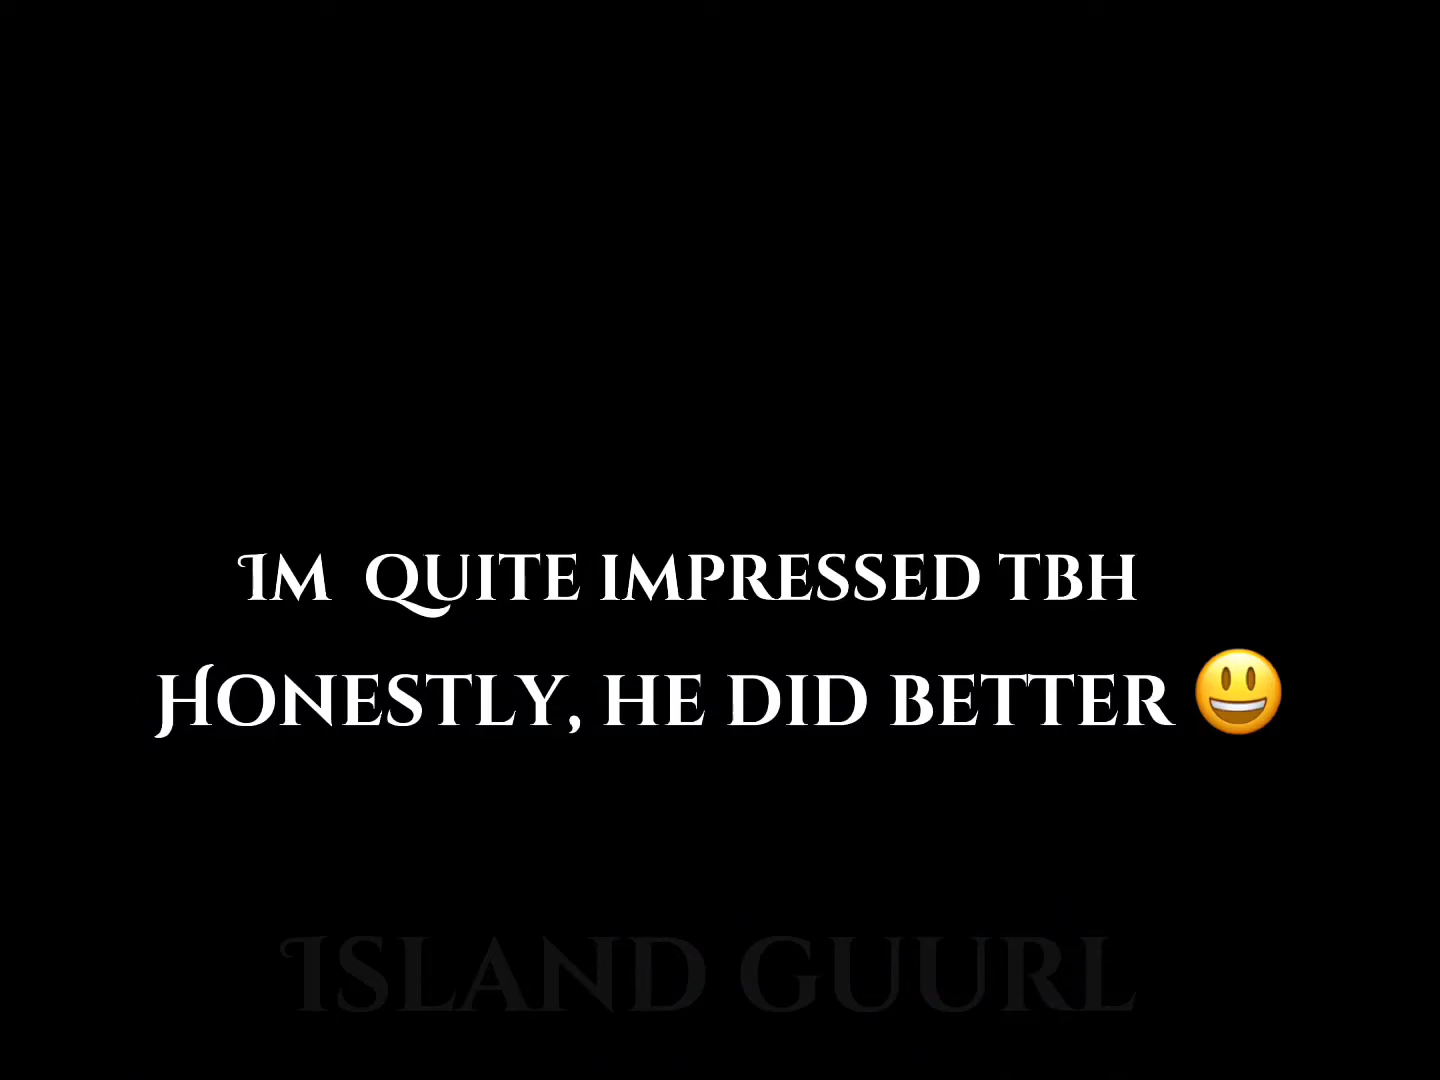 Im quite impressed tbh
Honestly, he did better 😃
Island guurl